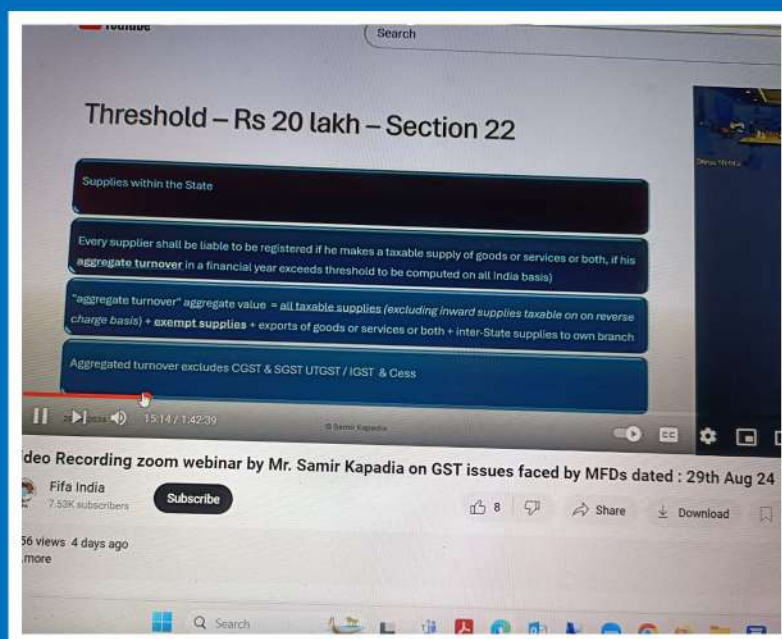 YouTube
Search
Threshold – Rs 20 lakh – Section 22
Supplies within the State
Every supplier shall be liable to be registered if he makes a taxable supply of goods or services or both, if his
aggregate turnover in a financial year exceeds threshold to be computed on all India basis)
"aggregate turnover" aggregate value = all taxable supplies (excluding inward supplies taxable on on reverse
charge basis) + exempt supplies + exports of goods or services or both + inter-State supplies to own branch
Aggregated turnover excludes CGST & SGST UTGST / IGST & Cess
15:14 / 1:42:39
© Samir Kapadia
CC
deo Recording zoom webinar by Mr. Samir Kapadia on GST issues faced by MFDs dated : 29th Aug 24
Fifa India
7.53K subscribers
Subscribe
8
Share
Download
56 views 4 days ago
.more
Search